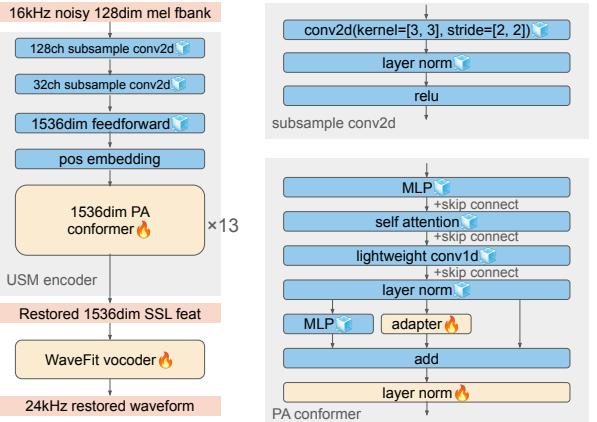 16kHz noisy 128dim mel fbank
128ch subsample conv2d
32ch subsample conv2d
1536dim feedforward
pos embedding
1536dim PA
conformer
×13
USM encoder
Restored 1536dim SSL feat
WaveFit vocoder
24kHz restored waveform
conv2d(kernel=[3, 3], stride=[2, 2])
layer norm
relu
subsample conv2d
MLP
+skip connect
self attention
+skip connect
lightweight conv1d
+skip connect
layer norm
MLP
adapter
add
layer norm
PA conformer